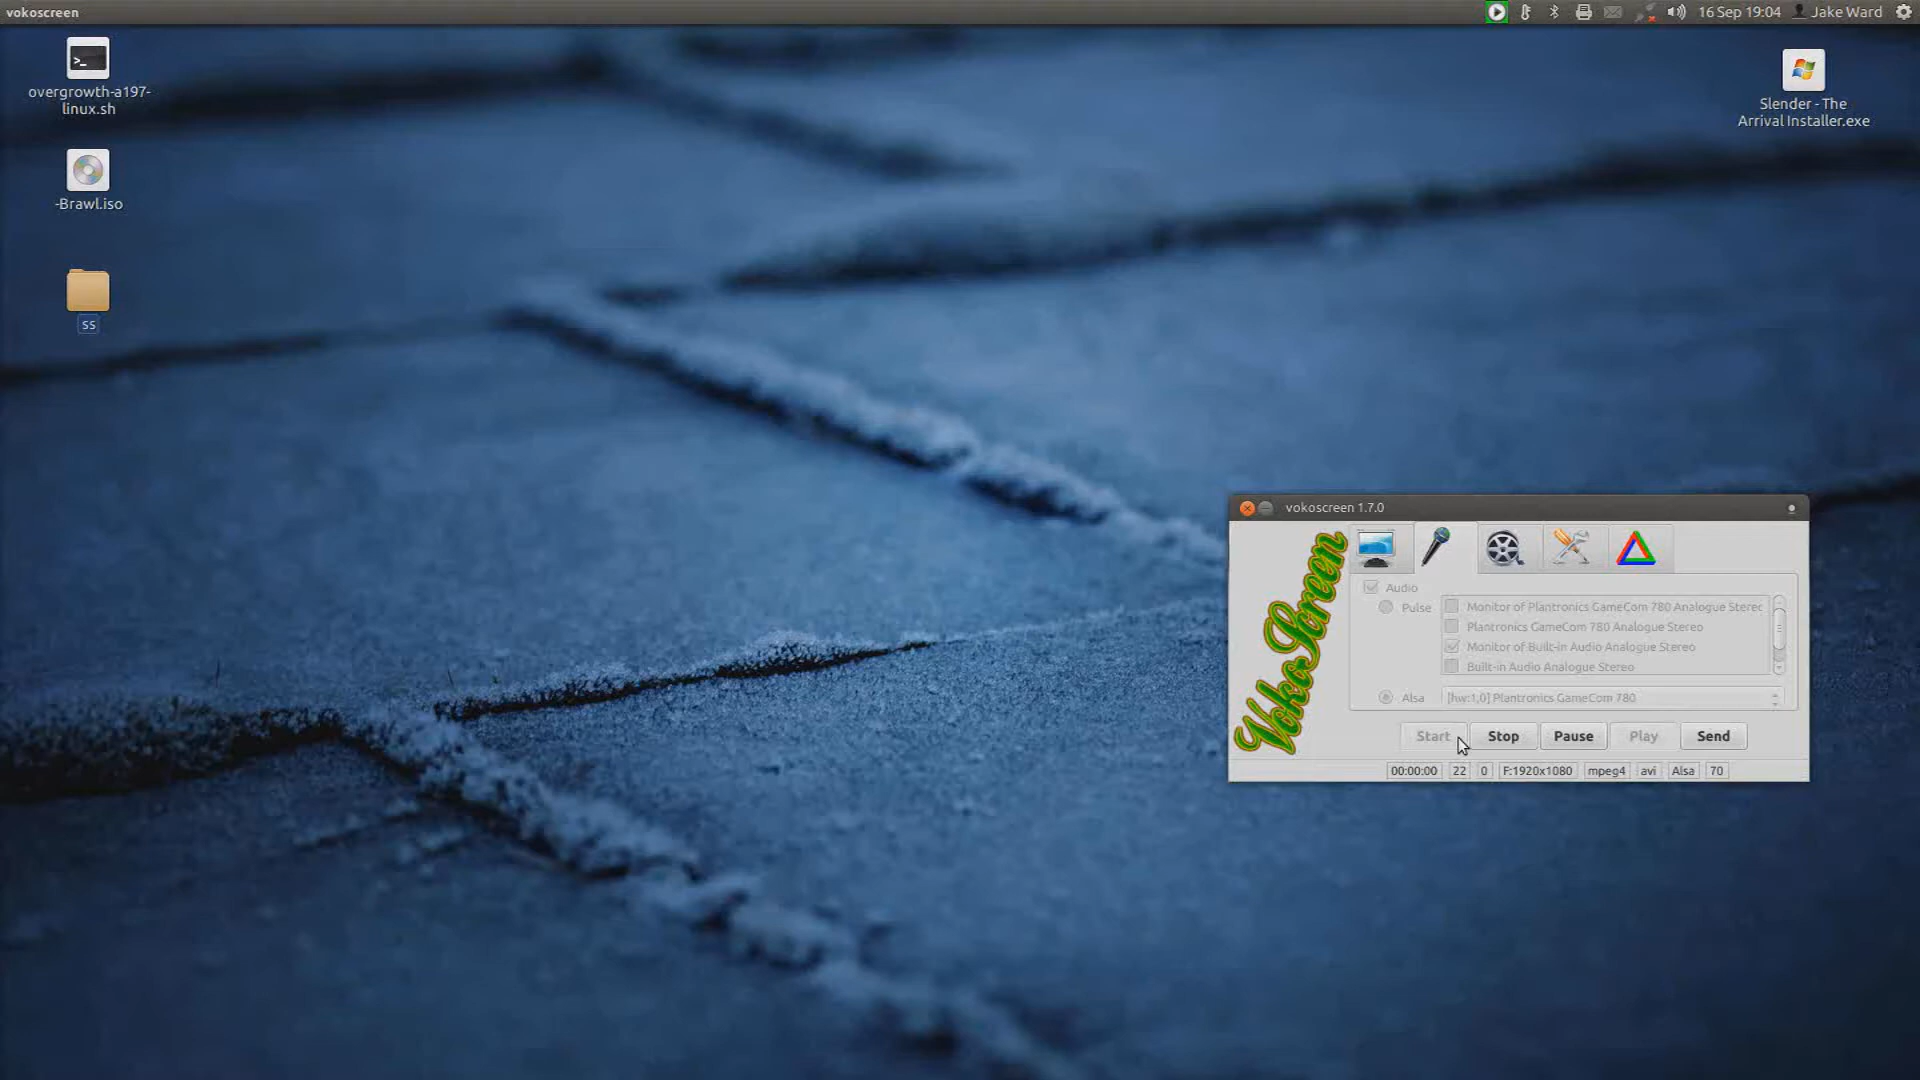 vokoscreen
16 Sep 19:04
Jake Ward
overgrowth-a197-
linux.sh
-Brawl.iso
ss
Slender - The
Arrival Installer.exe
vokoscreen 1.7.0
VokoScreen
Audio
Pulse
Monitor of Plantronics GameCom 780 Analogue Stereo
Plantronics GameCom 780 Analogue Stereo
Monitor of Built-in Audio Analogue Stereo
Built-in Audio Analogue Stereo
Alsa
[hw:1,0] Plantronics GameCom 780
Start
Stop
Pause
Play
Send
00:00:00
22
0
F:1920x1080
mpeg4
avi
Alsa
70